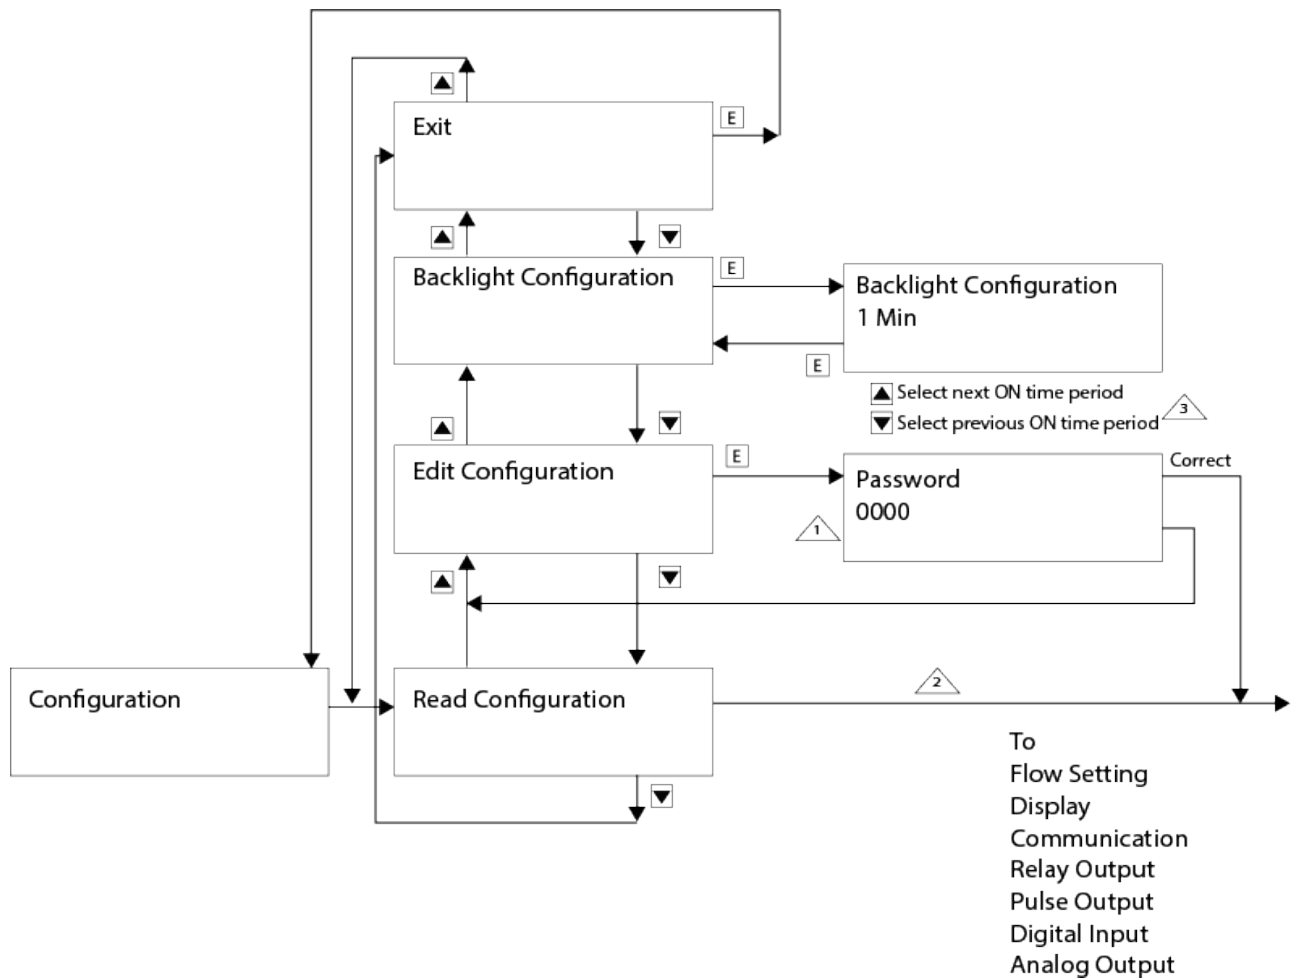 Exit
E
Backlight Configuration
E
Backlight Configuration
1 Min
E
Select next ON time period
Select previous ON time period
3
Edit Configuration
E
Password
0000
Correct
1
Configuration
Read Configuration
2
To
Flow Setting
Display
Communication
Relay Output
Pulse Output
Digital Input
Analog Output